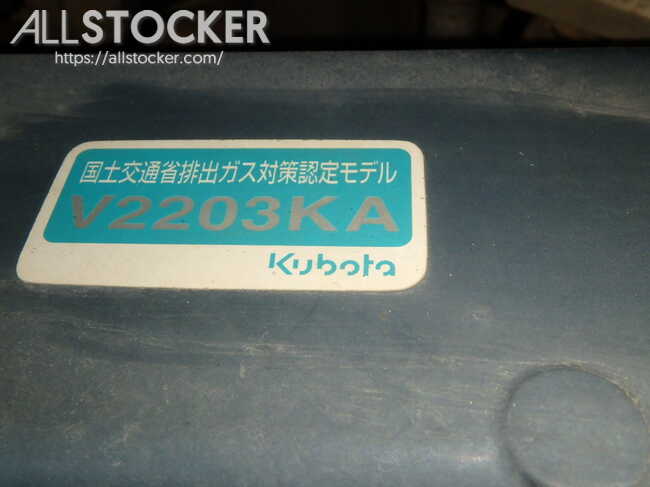 ALLSTOCKER
https://allstocker.com/
国土交通省排出ガス対策認定モデル
V2203KA
Kubota